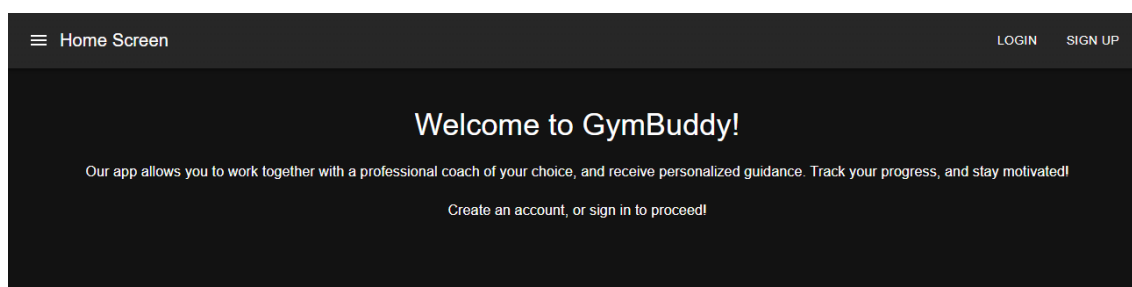 Home Screen LOGIN SIGN UP
Welcome to GymBuddy!
Our app allows you to work together with a professional coach of your choice, and receive personalized guidance. Track your progress, and stay motivated!
Create an account, or sign in to proceed!